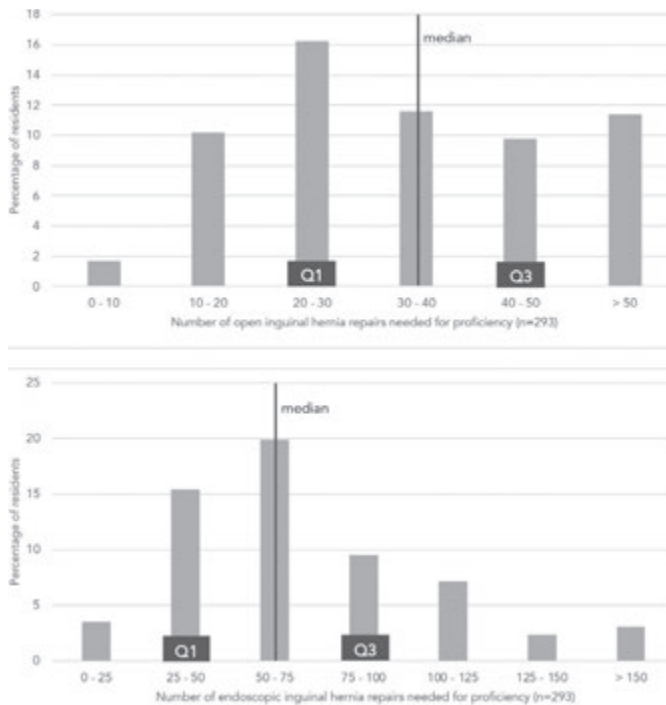 Percentage of residents
18
16
14
12
10
8
6
4
2
0
median
Q1
Q3
0 - 10
10 - 20
20 - 30
30 - 40
40 - 50
> 50
Number of open inguinal hernia repairs needed for proficiency (n=293)
Percentage of residents
25
20
15
10
5
0
median
Q1
Q3
0 - 25
25 - 50
50 - 75
75 - 100
100 - 125
125 - 150
> 150
Number of endoscopic inguinal hernia repairs needed for proficiency (n=293)